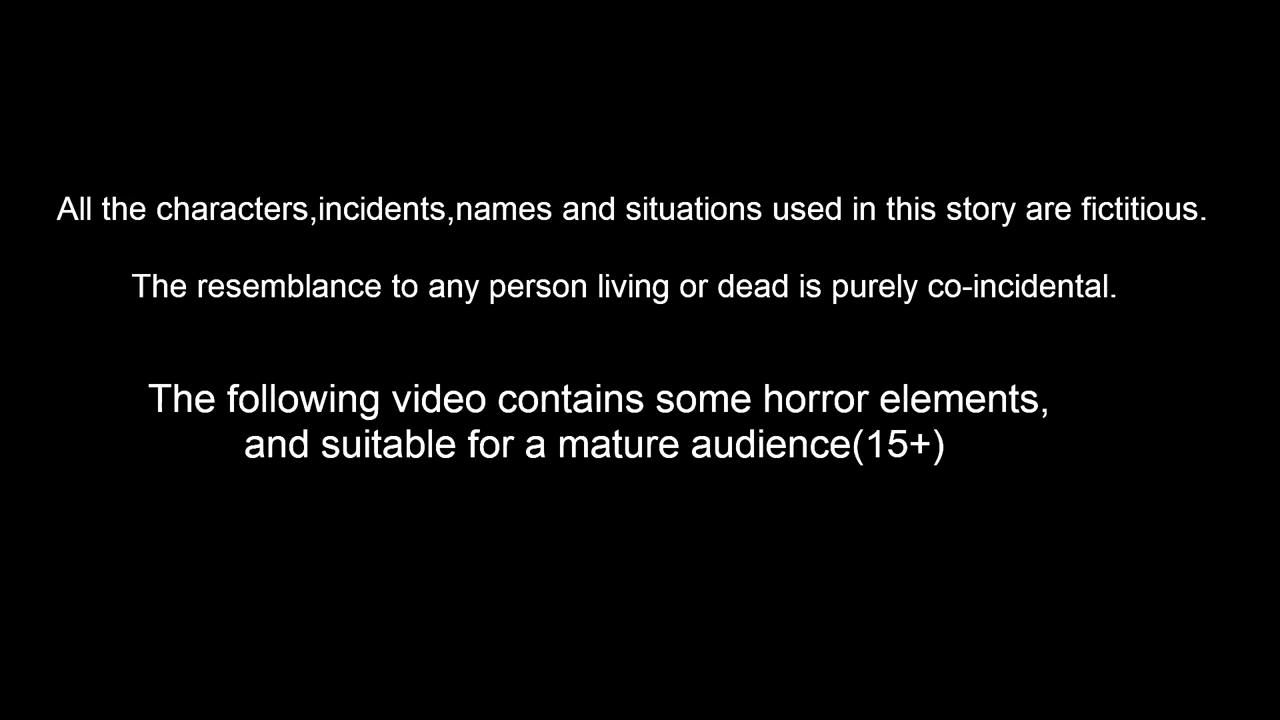 All the characters,incidents,names and situations used in this story are fictitious.
The resemblance to any person living or dead is purely co-incidental.
The following video contains some horror elements,
and suitable for a mature audience(15+)